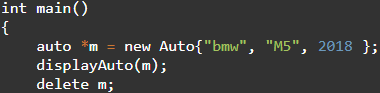 int main()
{
    auto *m = new Auto{"bmw", "M5", 2018 };
    displayAuto(m);
    delete m;